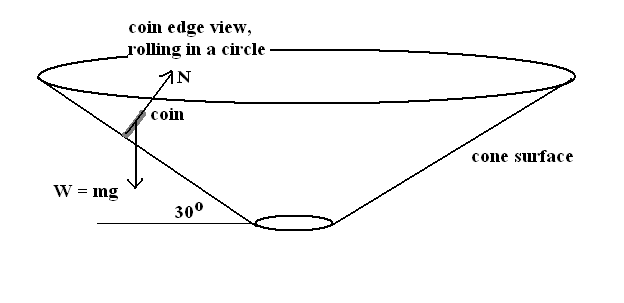 coin edge view,
rolling in a circle
N
coin
cone surface
W = mg
30⁰